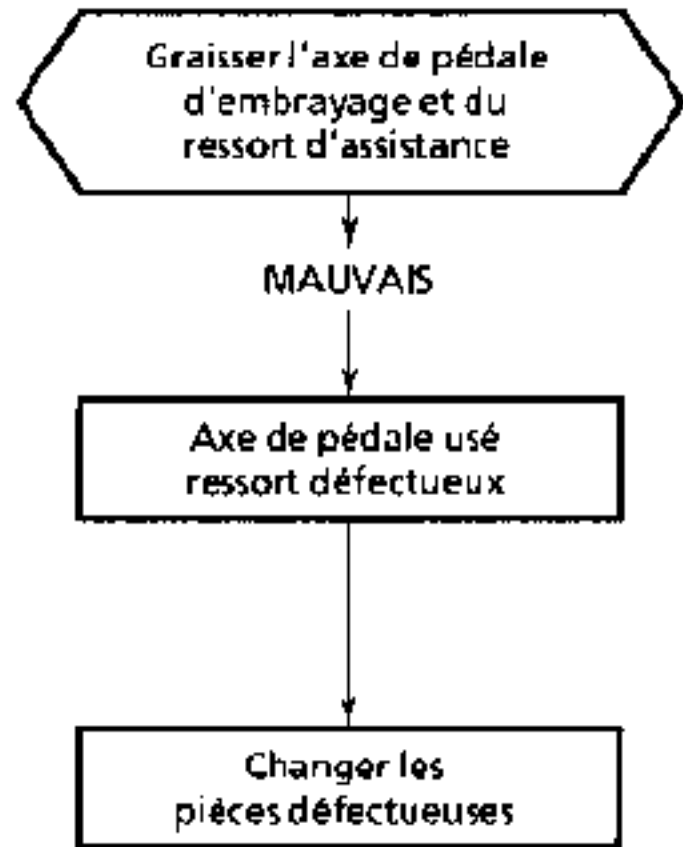 Graisser l'axe de pédale
d'embrayage et du
ressort d'assistance
MAUVAIS
Axe de pédale usé
ressort défectueux
Changer les
pièces défectueuses